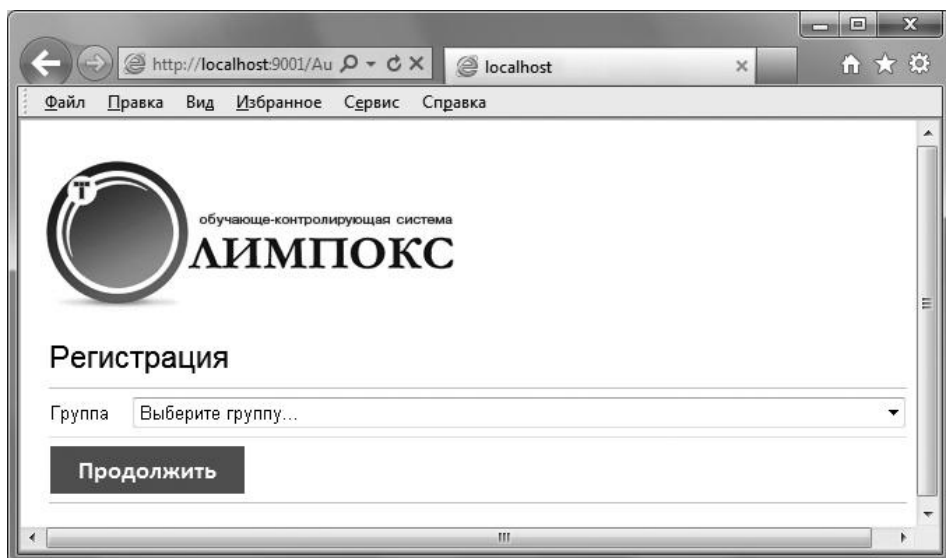 http://localhost:9001/Au
localhost
Файл Правка Вид Избранное Сервис Справка
Т
обучающе-контролирующая система
ЛИМПОКС
Регистрация
Группа Выберите группу...
Продолжить